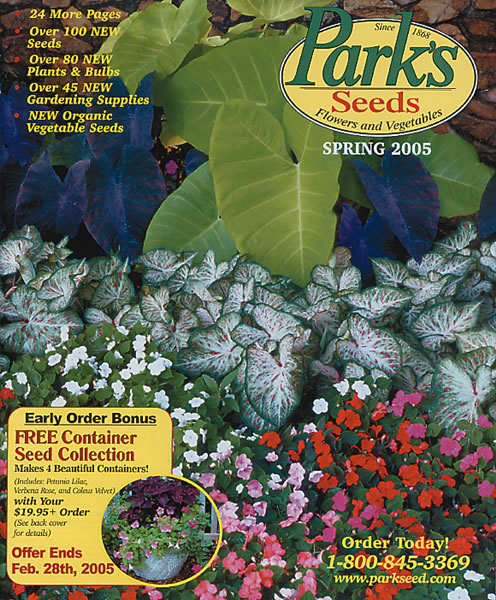 • 24 More Pages
• Over 100 NEW
Seeds
• Over 80 NEW
Plants & Bulbs
• Over 45 NEW
Gardening Supplies
• NEW Organic
Vegetable Seeds
Since 1868
Park's
Seeds
Flowers and Vegetables
SPRING 2005
Early Order Bonus
FREE Container
Seed Collection
Makes 4 Beautiful Containers!
(Includes: Petunia Lilac,
Verbena Rose, and Coleus Velvet)
with Your
$19.95+ Order
(See back cover
for details)
Offer Ends
Feb. 28th, 2005
Order Today!
1-800-845-3369
www.parkseed.com